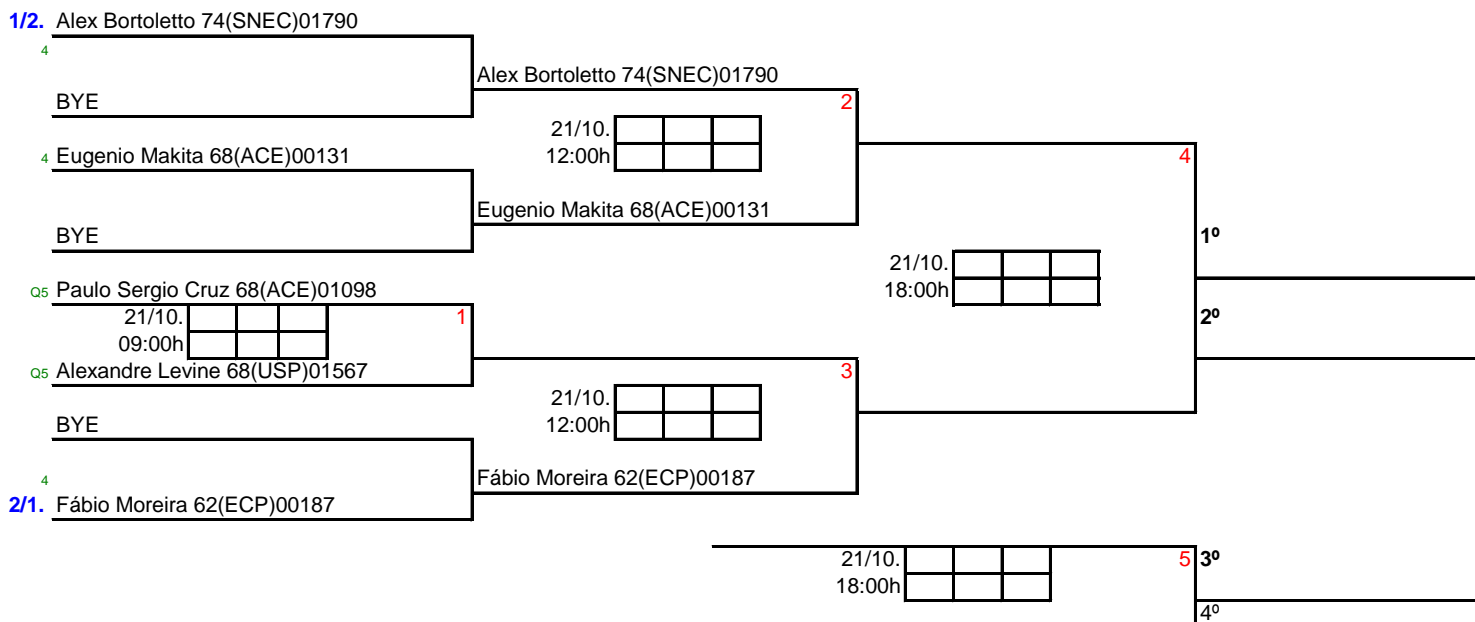 1/2. Alex Bortoletto 74(SNEC)01790
4
Alex Bortoletto 74(SNEC)01790
BYE
2
21/10.
12:00h
4 Eugenio Makita 68(ACE)00131
4
Eugenio Makita 68(ACE)00131
BYE
1º
21/10.
18:00h
Q5 Paulo Sergio Cruz 68(ACE)01098
21/10.
09:00h
1
2º
Q5 Alexandre Levine 68(USP)01567
3
21/10.
12:00h
BYE
4
Fábio Moreira 62(ECP)00187
2/1. Fábio Moreira 62(ECP)00187
21/10.
18:00h
5
3º
4º